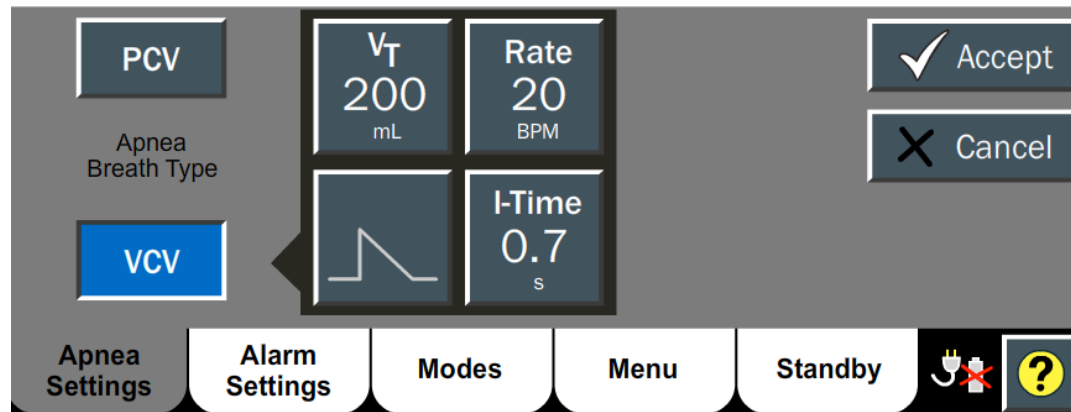 PCV
Apnea
Breath Type
VCV
VT
200
mL
Rate
20
BPM
I-Time
0.7
s
Accept
Cancel
Apnea
Settings
Alarm
Settings
Modes
Menu
Standby
?